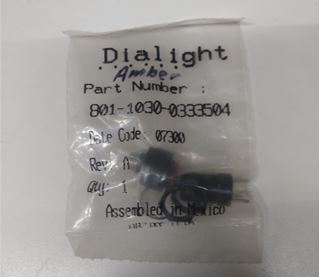 Dialight
Amber
Part Number :
801-1030-0333504
Date Code: 07300
Rev: A
Qty: 1
Assembled in Mexico